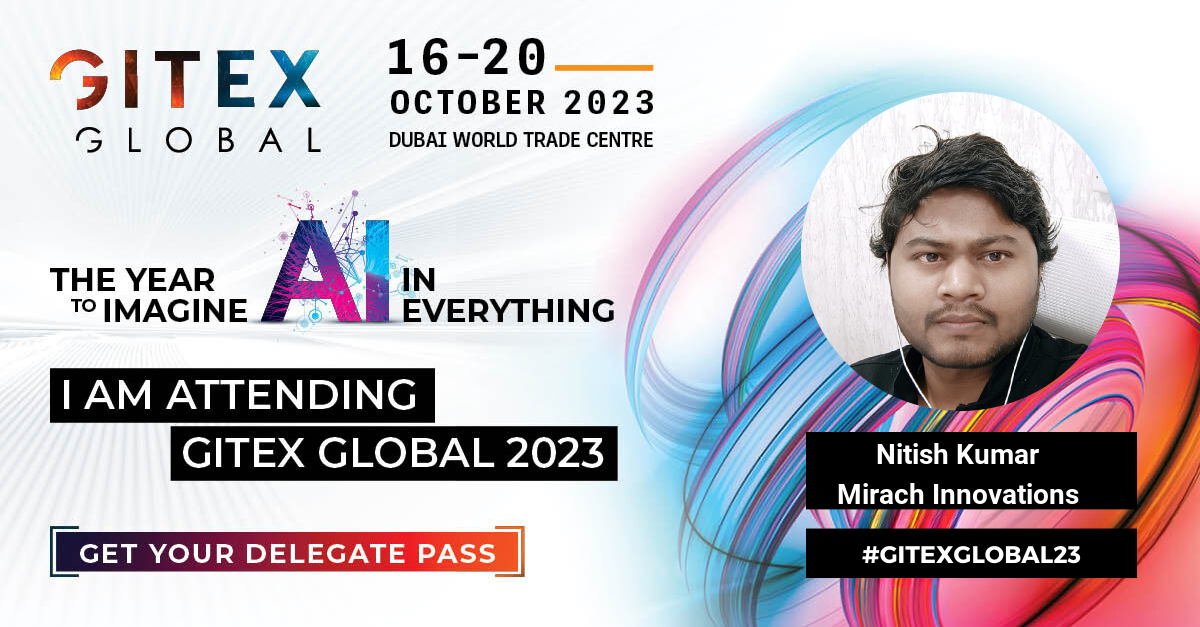 GITEX
GLOBAL
16-20
OCTOBER 2023
DUBAI WORLD TRADE CENTRE
THE YEAR
TO IMAGINE
AI
IN
EVERYTHING
I AM ATTENDING
GITEX GLOBAL 2023
GET YOUR DELEGATE PASS
Nitish Kumar
Mirach Innovations
#GITEXGLOBAL23